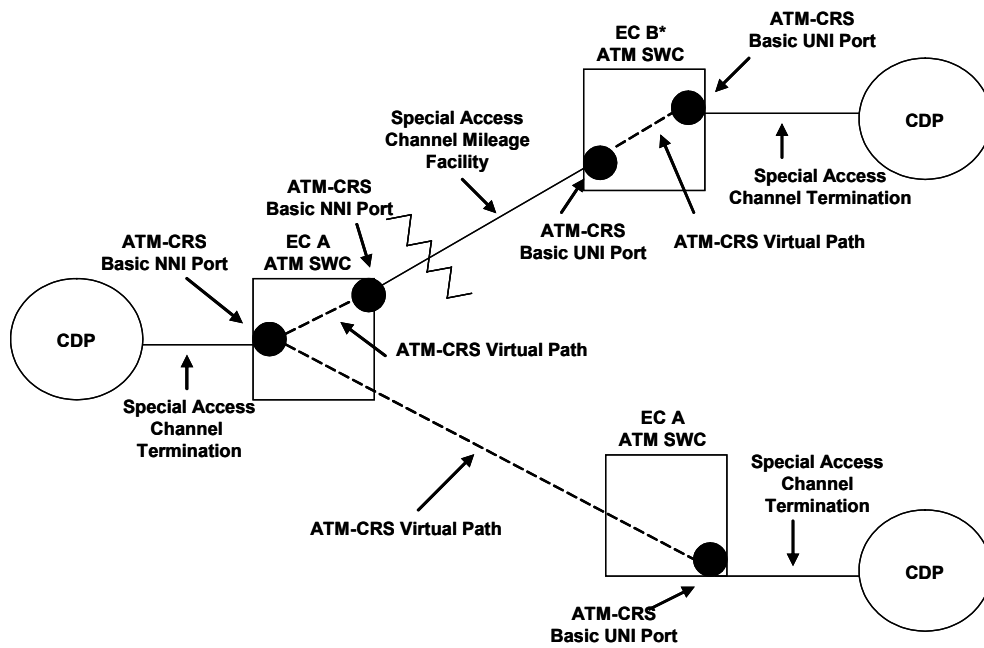 ATM-CRS
Basic UNI Port
EC B*
ATM SWC
CDP
Special Access
Channel Mileage
Facility
Special Access
Channel Termination
ATM-CRS
Basic NNI Port
ATM-CRS
Basic UNI Port
ATM-CRS Virtual Path
ATM-CRS
Basic NNI Port
EC A
ATM SWC
CDP
ATM-CRS Virtual Path
Special Access
Channel
Termination
EC A
ATM SWC
Special Access
Channel
Termination
ATM-CRS Virtual Path
CDP
ATM-CRS
Basic UNI Port